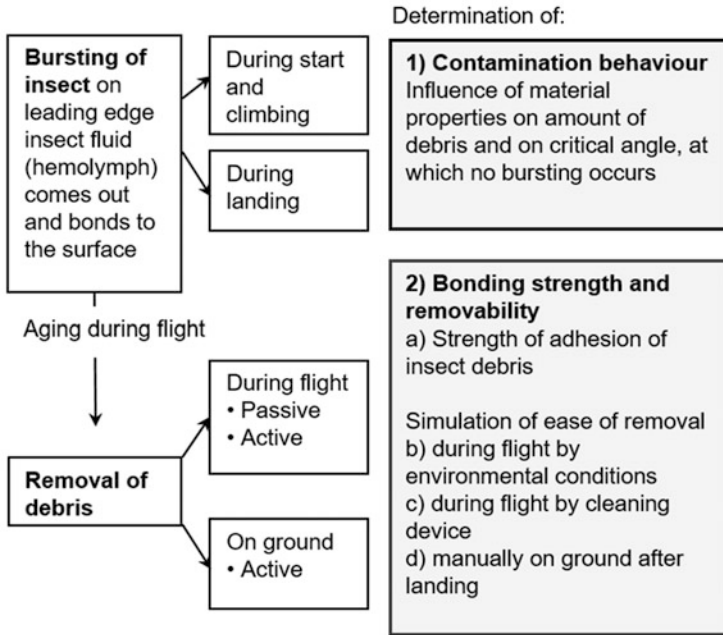 Determination of:
Bursting of
insect on
leading edge
insect fluid
(hemolymph)
comes out
and bonds to
the surface
During start
and
climbing
During
landing
1) Contamination behaviour
Influence of material
properties on amount of
debris and on critical angle, at
which no bursting occurs
Aging during flight
Removal of
debris
During flight
• Passive
• Active
On ground
• Active
2) Bonding strength and
removability
a) Strength of adhesion of
insect debris
Simulation of ease of removal
b) during flight by
environmental conditions
c) during flight by cleaning
device
d) manually on ground after
landing